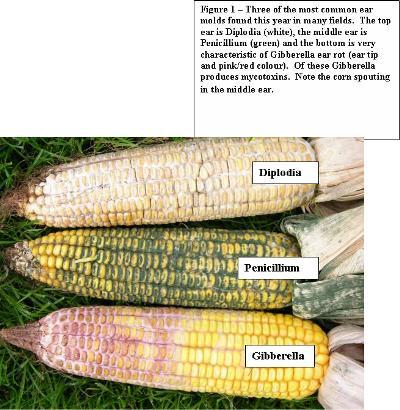 Figure 1 – Three of the most common ear
molds found this year in many fields. The top
ear is Diplodia (white), the middle ear is
Penicillium (green) and the bottom is very
characteristic of Gibberella ear rot (ear tip
and pink/red colour). Of these Gibberella
produces mycotoxins. Note the corn spouting
in the middle ear.
Diplodia
Penicillium
Gibberella